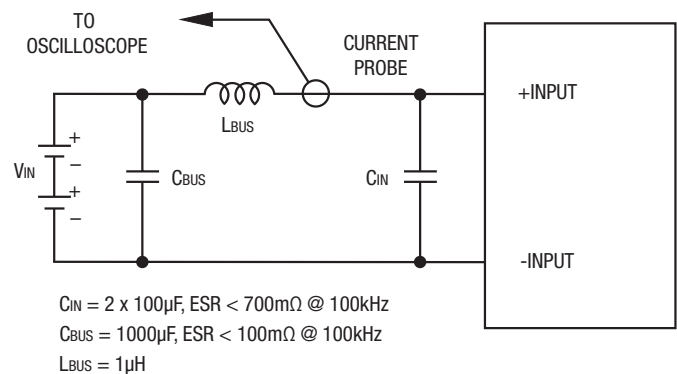 TO
OSCILLOSCOPE
CURRENT
PROBE
+INPUT
LBUS
+
VIN
−
+
−
CBUS
CIN
-INPUT
CIN = 2 x 100µF, ESR < 700mΩ @ 100kHz
CBUS = 1000µF, ESR < 100mΩ @ 100kHz
LBUS = 1µH